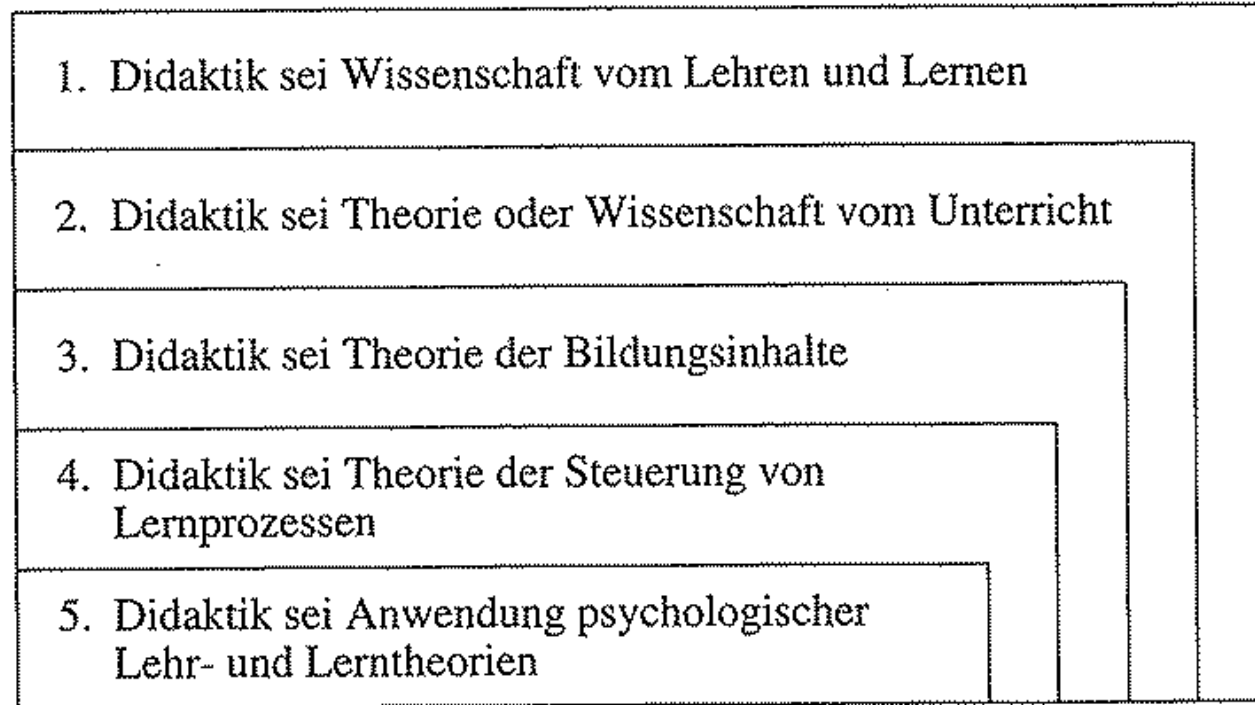 1. Didaktik sei Wissenschaft vom Lehren und Lernen
2. Didaktik sei Theorie oder Wissenschaft vom Unterricht
3. Didaktik sei Theorie der Bildungsinhalte
4. Didaktik sei Theorie der Steuerung von
Lernprozessen
5. Didaktik sei Anwendung psychologischer
Lehr- und Lerntheorien